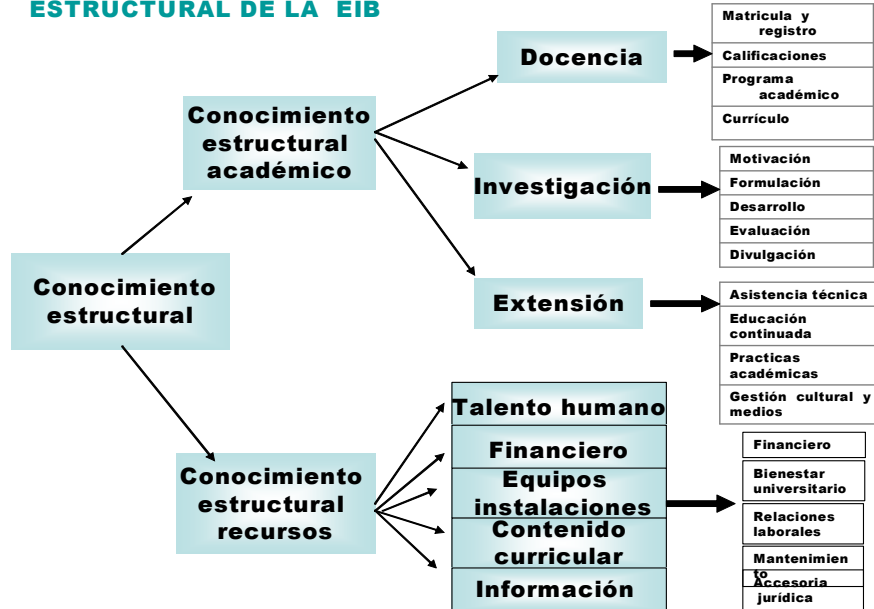 ESTRUCTURAL DE LA EIB
Conocimiento
estructural
Conocimiento
estructural
académico
Conocimiento
estructural
recursos
Docencia
Investigación
Extensión
Talento humano
Financiero
Equipos
instalaciones
Contenido
curricular
Información
Matricula y
registro
Calificaciones
Programa
académico
Currículo
Motivación
Formulación
Desarrollo
Evaluación
Divulgación
Asistencia técnica
Educación
continuada
Practicas
académicas
Gestión cultural y
medios
Financiero
Bienestar
universitario
Relaciones
laborales
Mantenimien
to
Accesoria
jurídica